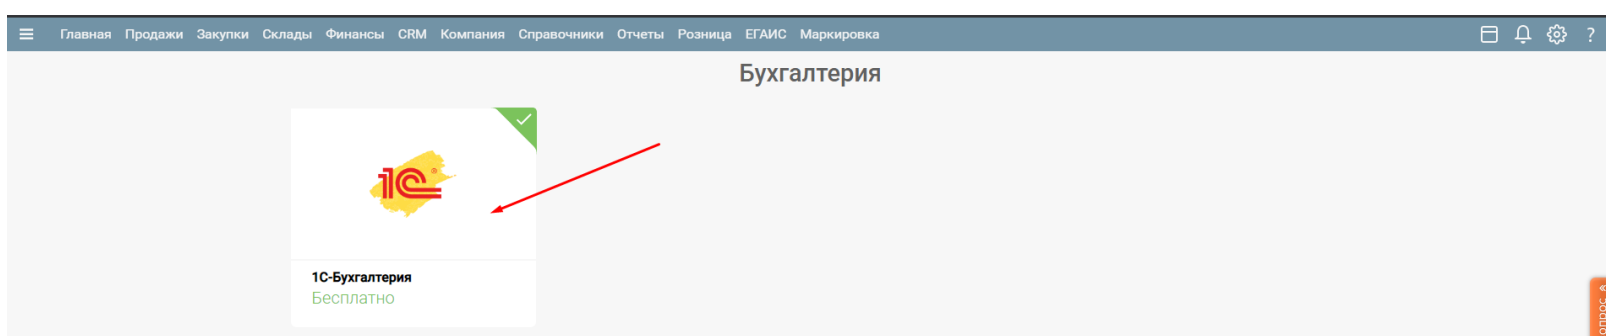 Главная Продажи Закупки Склады Финансы CRM Компания Справочники Отчеты Розница ЕГАИС Маркировка ?
Бухгалтерия
1С ®
1С-Бухгалтерия
Бесплатно